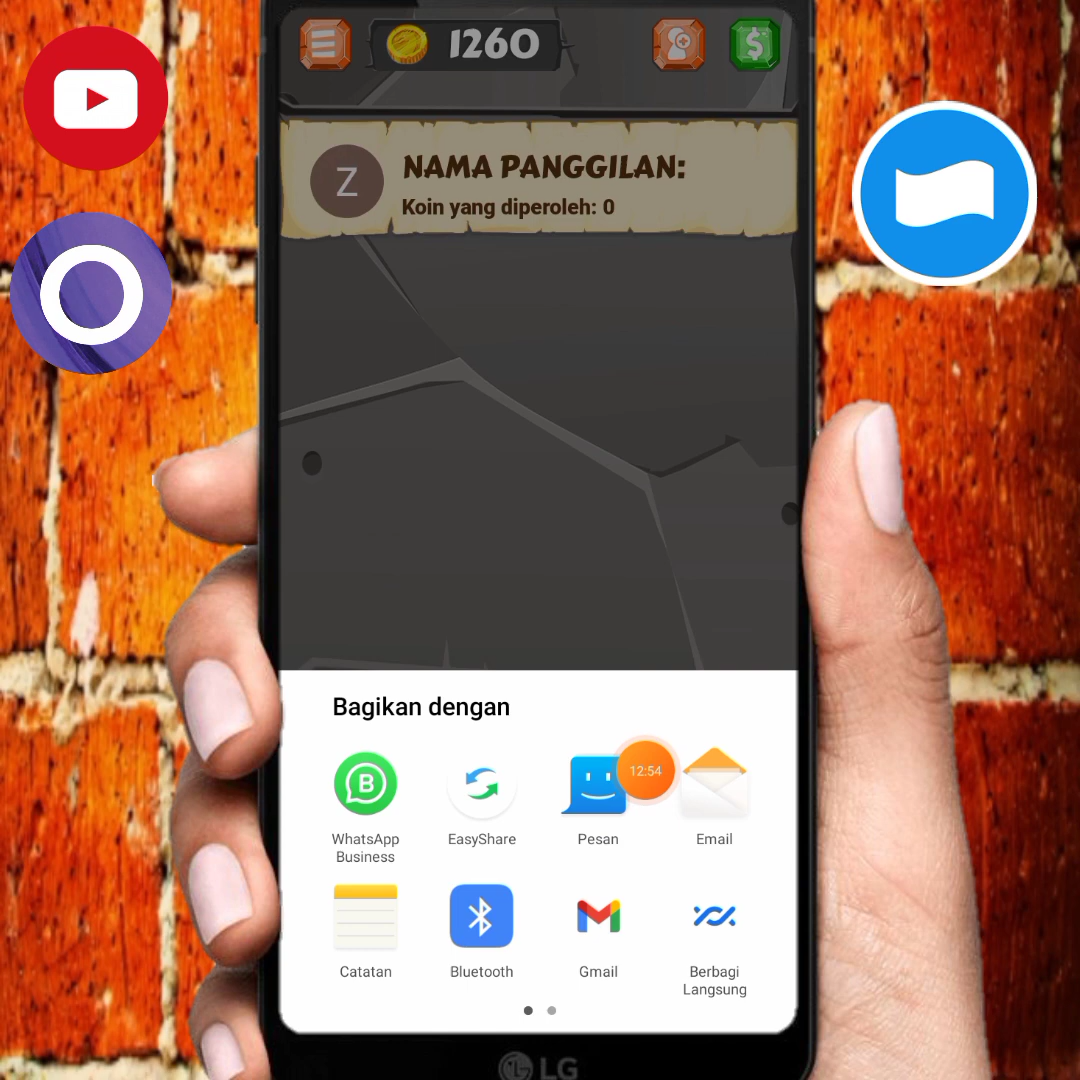 1260
Z
NAMA PANGGILAN:
Koin yang diperoleh: 0
Bagikan dengan
12:54
WhatsApp
Business
EasyShare
Pesan
Email
Catatan
Bluetooth
Gmail
Berbagi
Langsung
LG